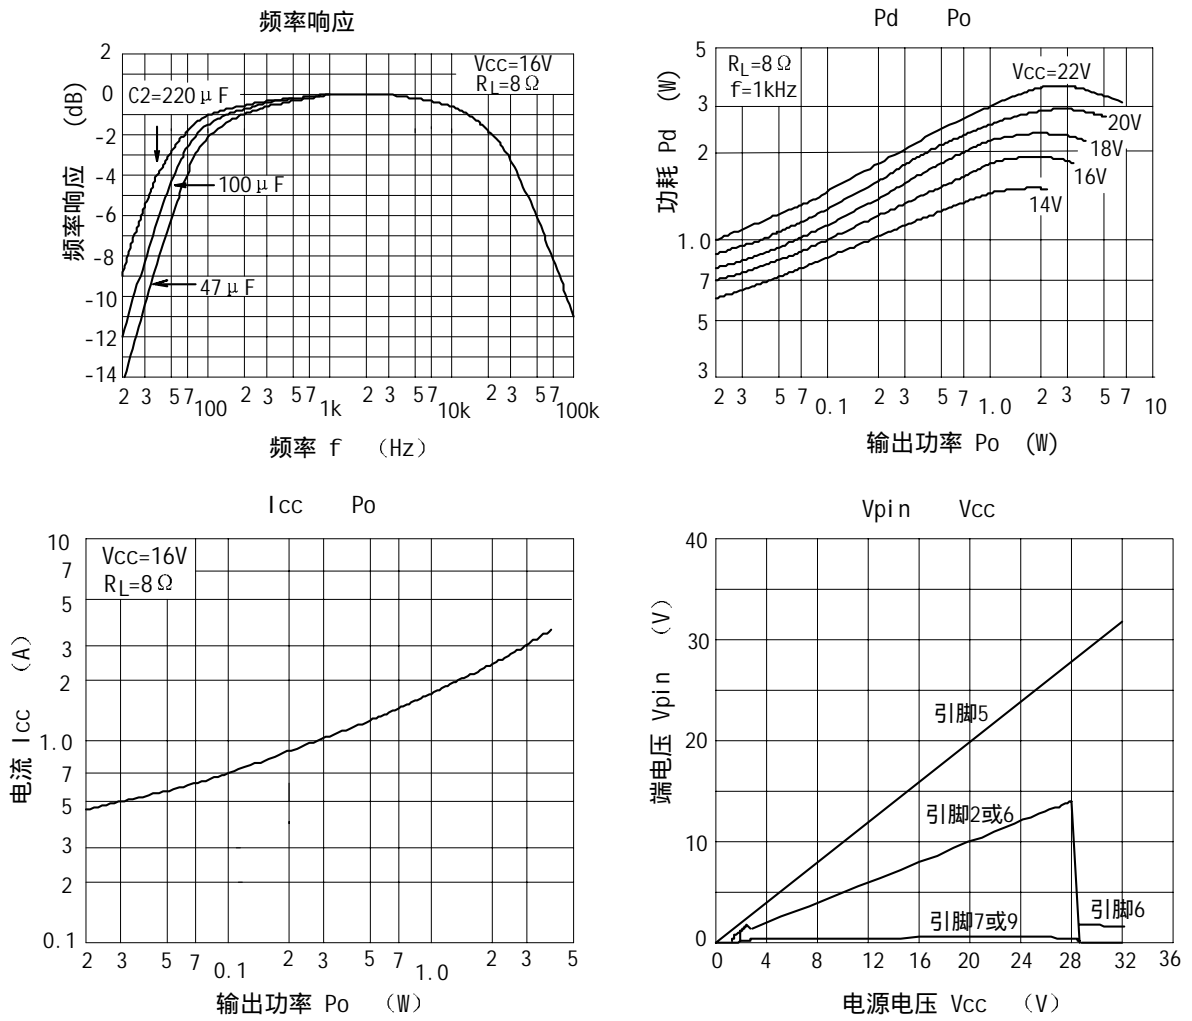 频率响应
2
0
-2
-4
-6
-8
-10
-12
-14
频率响应 (dB)
Vcc=16V
RL=8Ω
C2=220μF
100μF
47μF
2 3 5 7 100 2 3 5 7 1k 2 3 5 7 10k 2 3 5 7 100k
频率 f （Hz）
Pd Po
5
3
2
1.0
7
5
3
功耗 Pd (W)
RL=8Ω
f=1kHz
Vcc=22V
20V
18V
16V
14V
2 3 5 7 0.1 2 3 5 7 1.0 2 3 5 7 10
输出功率 Po (W)
Icc Po
10
7
5
3
2
1.0
7
5
3
2
0.1
电流 Icc （A）
Vcc=16V
RL=8Ω
2 3 5 7 0.1 2 3 5 7 1.0 2 3 5
输出功率 Po （W）
Vpin Vcc
40
30
20
10
0
端电压 Vpin （V）
引脚5
引脚2或6
引脚7或9
引脚6
0 4 8 12 16 20 24 28 32 36
电源电压 Vcc （V）